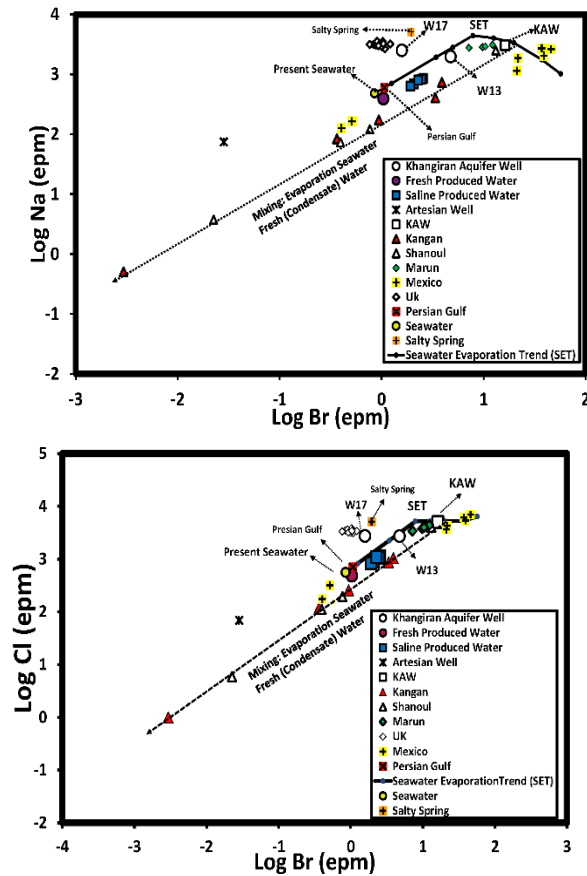 4
3
2
1
0
-1
2
-3
-2
-1
0
1
2
Log Na (epm)
Log Br (epm)
Salty Spring
W17
SET
KAW
W13
Present Seawater
Persian Gulf
Mixing: Evaporation Seawater
Fresh (Condensate) Water
Khangiran Aquifer Well
Fresh Produced Water
Saline Produced Water
Artesian Well
KAW
Kangan
Shanoul
Marun
Mexico
Uk
Persian Gulf
Seawater
Salty Spring
Seawater Evaporation Trend (SET)
5
4
3
2
1
0
-1
-2
-4
-3
-2
-1
0
1
2
3
Log Cl (epm)
Log Br (epm)
KAW
Salty Spring
W17
SET
Presian Gulf
Present Seawater
W13
Mixing: Evaporation Seawater
Fresh (Condensate) Water
Khangiran Aquifer Well
Fresh Produced Water
Saline Produced Water
Artesian Well
KAW
Kangan
Shanoul
Marun
UK
Mexico
Persian Gulf
Seawater EvaporationTrend (SET)
Seawater
Salty Spring